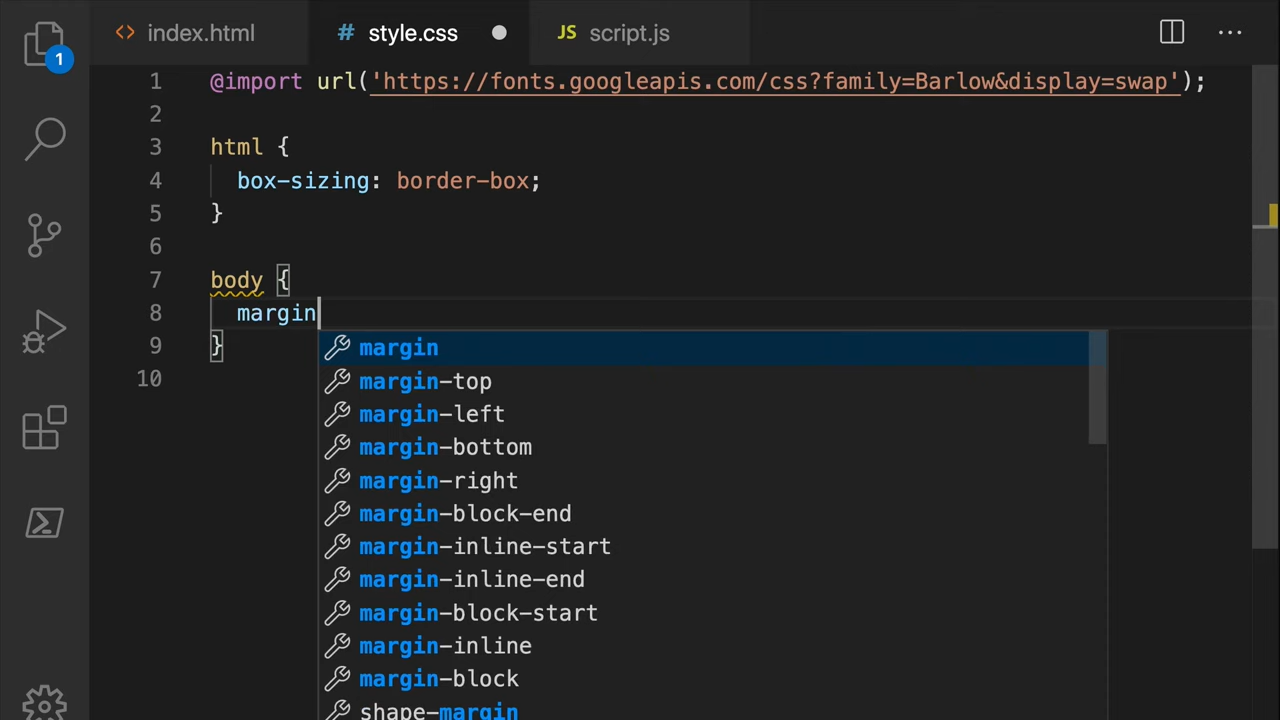 1
<> index.html
# style.css
JS script.js
1 @import url('https://fonts.googleapis.com/css?family=Barlow&display=swap');
2
3 html {
4 box-sizing: border-box;
5 }
6
7 body {
8 margin
9 }
10
margin
margin-top
margin-left
margin-bottom
margin-right
margin-block-end
margin-inline-start
margin-inline-end
margin-block-start
margin-inline
margin-block
shape-margin